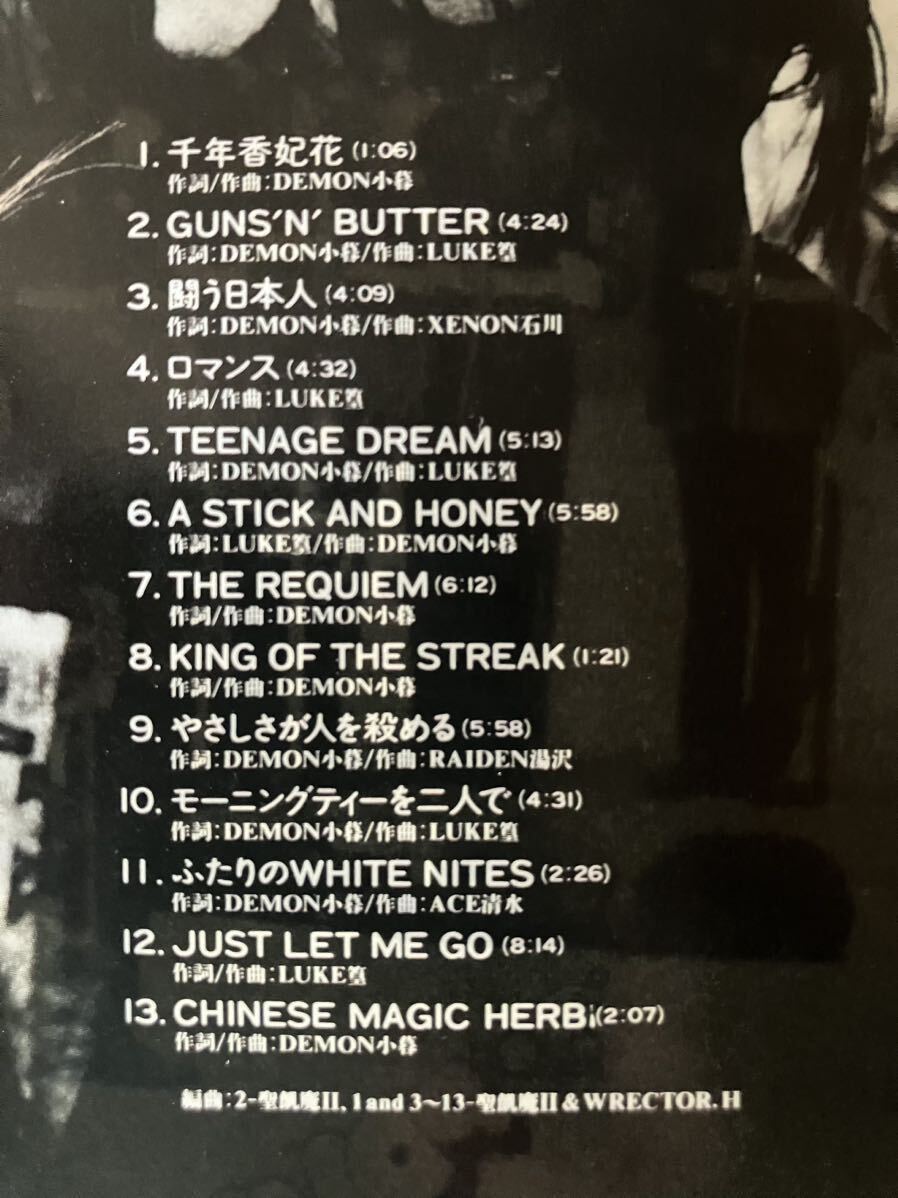 1. 千年香妃花 (1:06)
作詞/作曲:DEMON小暮
2. GUNS'N' BUTTER (4:24)
作詞:DEMON小暮/作曲:LUKE篁
3. 闘う日本人 (4:09)
作詞:DEMON小暮/作曲:XENON石川
4. ロマンス (4:32)
作詞/作曲:LUKE篁
5. TEENAGE DREAM (5:13)
作詞:DEMON小暮/作曲:LUKE篁
6. A STICK AND HONEY (5:58)
作詞:LUKE篁/作曲:DEMON小暮
7. THE REQUIEM (6:12)
作詞/作曲:DEMON小暮
8. KING OF THE STREAK (1:21)
作詞/作曲:DEMON小暮
9. やさしさが人を殺める (5:58)
作詞:DEMON小暮/作曲:RAIDEN湯沢
10. モーニングティーを二人で (4:31)
作詞:DEMON小暮/作曲:LUKE篁
11. ふたりのWHITE NITES (2:26)
作詞:DEMON小暮/作曲:ACE清水
12. JUST LET ME GO (8:14)
作詞/作曲:LUKE篁
13. CHINESE MAGIC HERB¡(2:07)
作詞/作曲:DEMON小暮
編曲:2-聖飢魔II, 1 and 3~13-聖飢魔II & WRECTOR. H